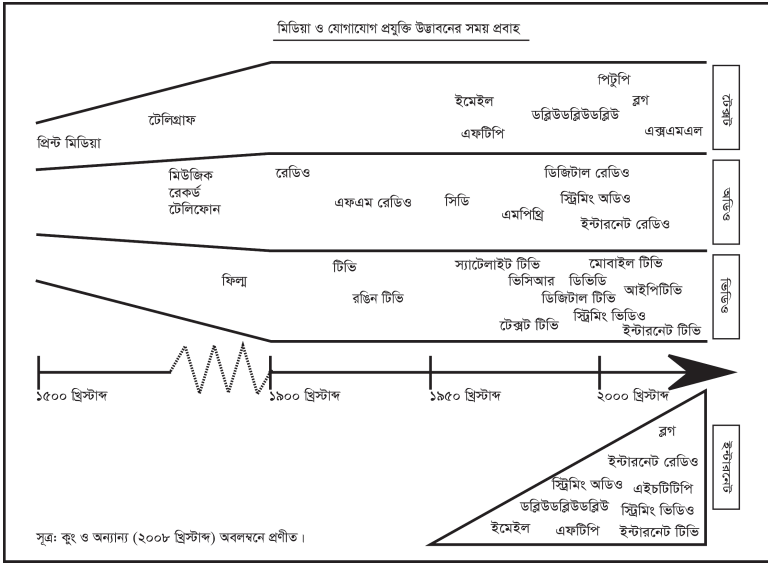 মিডিয়া ও যোগাযোগ প্রযুক্তি উদ্ভাবনের সময় প্রবাহ
পিটুপি
ইমেইল
ব্লগ
ডব্লিউডব্লিউডব্লিউ
টেলিগ্রাফ
এফটিপি
এক্সএমএল
প্রিন্ট মিডিয়া
টেক্সট
মিউজিক
রেকর্ড
টেলিফোন
রেডিও
ডিজিটাল রেডিও
এফএম রেডিও
সিডি
স্ট্রিমিং অডিও
এমপিথ্রি
ইন্টারনেট রেডিও
অডিও
ফিল্ম
টিভি
স্যাটেলাইট টিভি
মোবাইল টিভি
ভিসিআর
ডিভিডি
আইপিটিভি
রঙিন টিভি
ডিজিটাল টিভি
স্ট্রিমিং ভিডিও
টেক্সট টিভি
ইন্টারনেট টিভি
ভিডিও
১৫০০ খ্রিস্টাব্দ
১৯০০ খ্রিস্টাব্দ
১৯৫০ খ্রিস্টাব্দ
২০০০ খ্রিস্টাব্দ
ব্লগ
ইন্টারনেট রেডিও
স্ট্রিমিং অডিও
এইচটিটিপি
ডব্লিউডব্লিউডব্লিউ
স্ট্রিমিং ভিডিও
ইমেইল
এফটিপি
ইন্টারনেট টিভি
ইন্টারনেট
সূত্র: কুং ও অন্যান্য (২০০৮ খ্রিস্টাব্দ) অবলম্বনে প্রণীত।